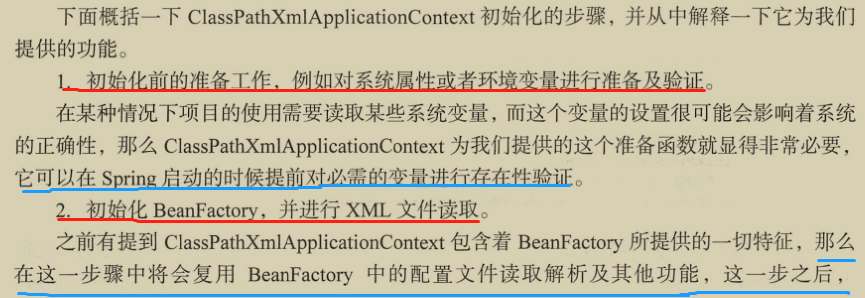 下面概括一下 ClassPathXmlApplicationContext 初始化的步骤，并从中解释一下它为我们
提供的功能。
1. 初始化前的准备工作，例如对系统属性或者环境变量进行准备及验证。
在某种情况下项目的使用需要读取某些系统变量，而这个变量的设置很可能会影响着系统
的正确性，那么 ClassPathXmlApplicationContext 为我们提供的这个准备函数就显得非常必要，
它可以在 Spring 启动的时候提前对必需的变量进行存在性验证。
2. 初始化 BeanFactory，并进行 XML 文件读取。
之前有提到 ClassPathXmlApplicationContext 包含着 BeanFactory 所提供的一切特征，那么
在这一步骤中将会复用 BeanFactory 中的配置文件读取解析及其他功能，这一步之后，